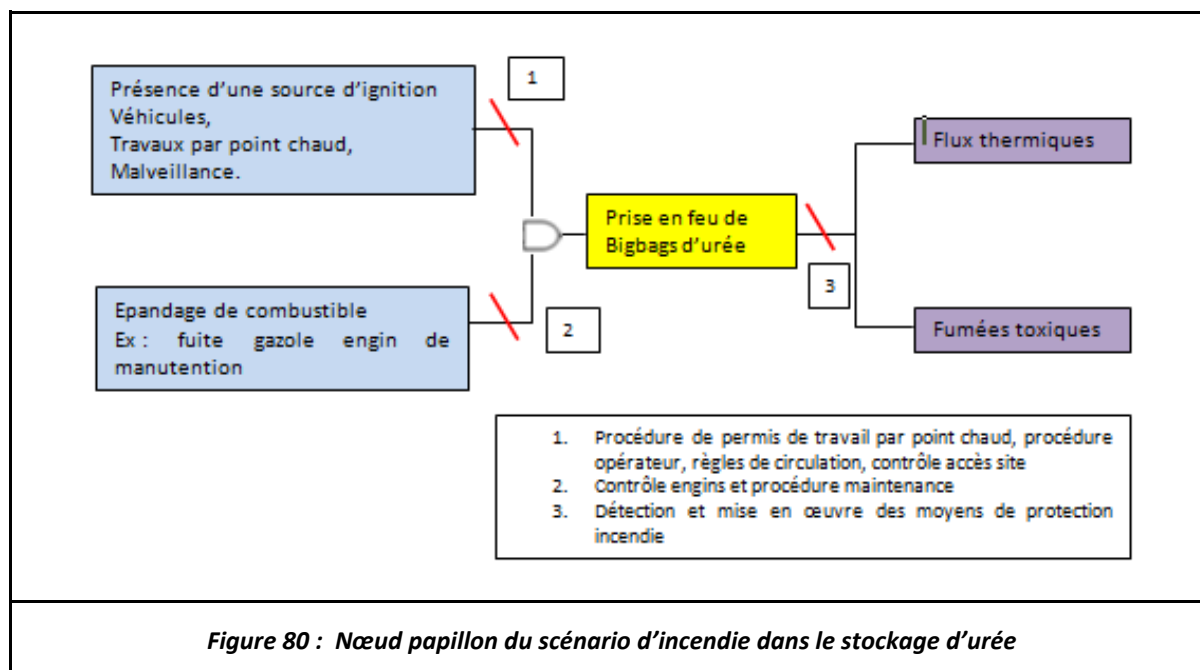 Présence d'une source d'ignition
Véhicules,
Travaux par point chaud,
Malveillance.
1
Epandage de combustible
Ex : fuite gazole engin de
manutention
2
Prise en feu de
Bigbags d'urée
3
Flux thermiques
Fumées toxiques
1. Procédure de permis de travail par point chaud, procédure
opérateur, règles de circulation, contrôle accès site
2. Contrôle engins et procédure maintenance
3. Détection et mise en œuvre des moyens de protection
incendie
Figure 80 : Nœud papillon du scénario d'incendie dans le stockage d'urée